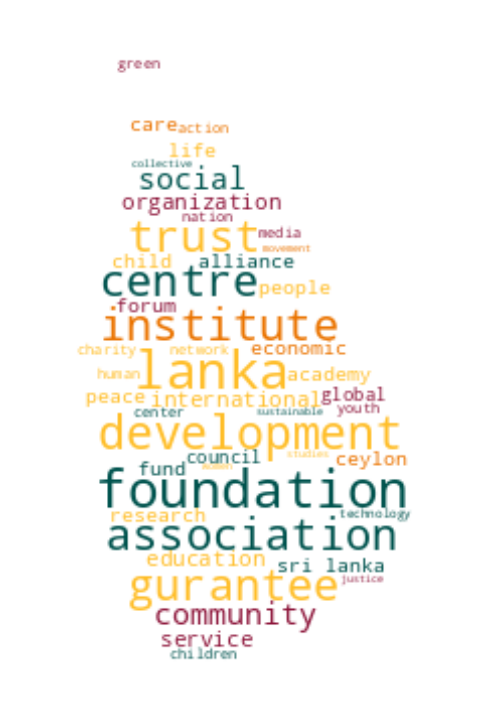 green
care action
life
collective
social
organization
nation
trust media
movement
child alliance
centre people
forum
institute
charity network economic
lanka
human academy
peace international global
center sustainable youth
development
council studies ceylon
fund women
foundation
research technology
association
education sri lanka
gurantee justice
community
service
children